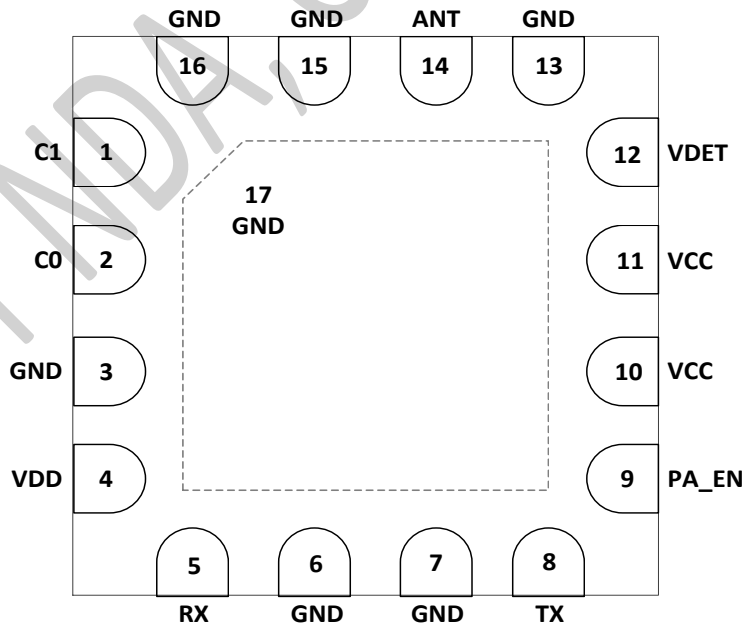 GND GND ANT GND
16 15 14 13
C1 1 12 VDET
17
GND
C0 2 11 VCC
GND 3 10 VCC
VDD 4 9 PA_EN
5 6 7 8
RX GND GND TX
NDA,